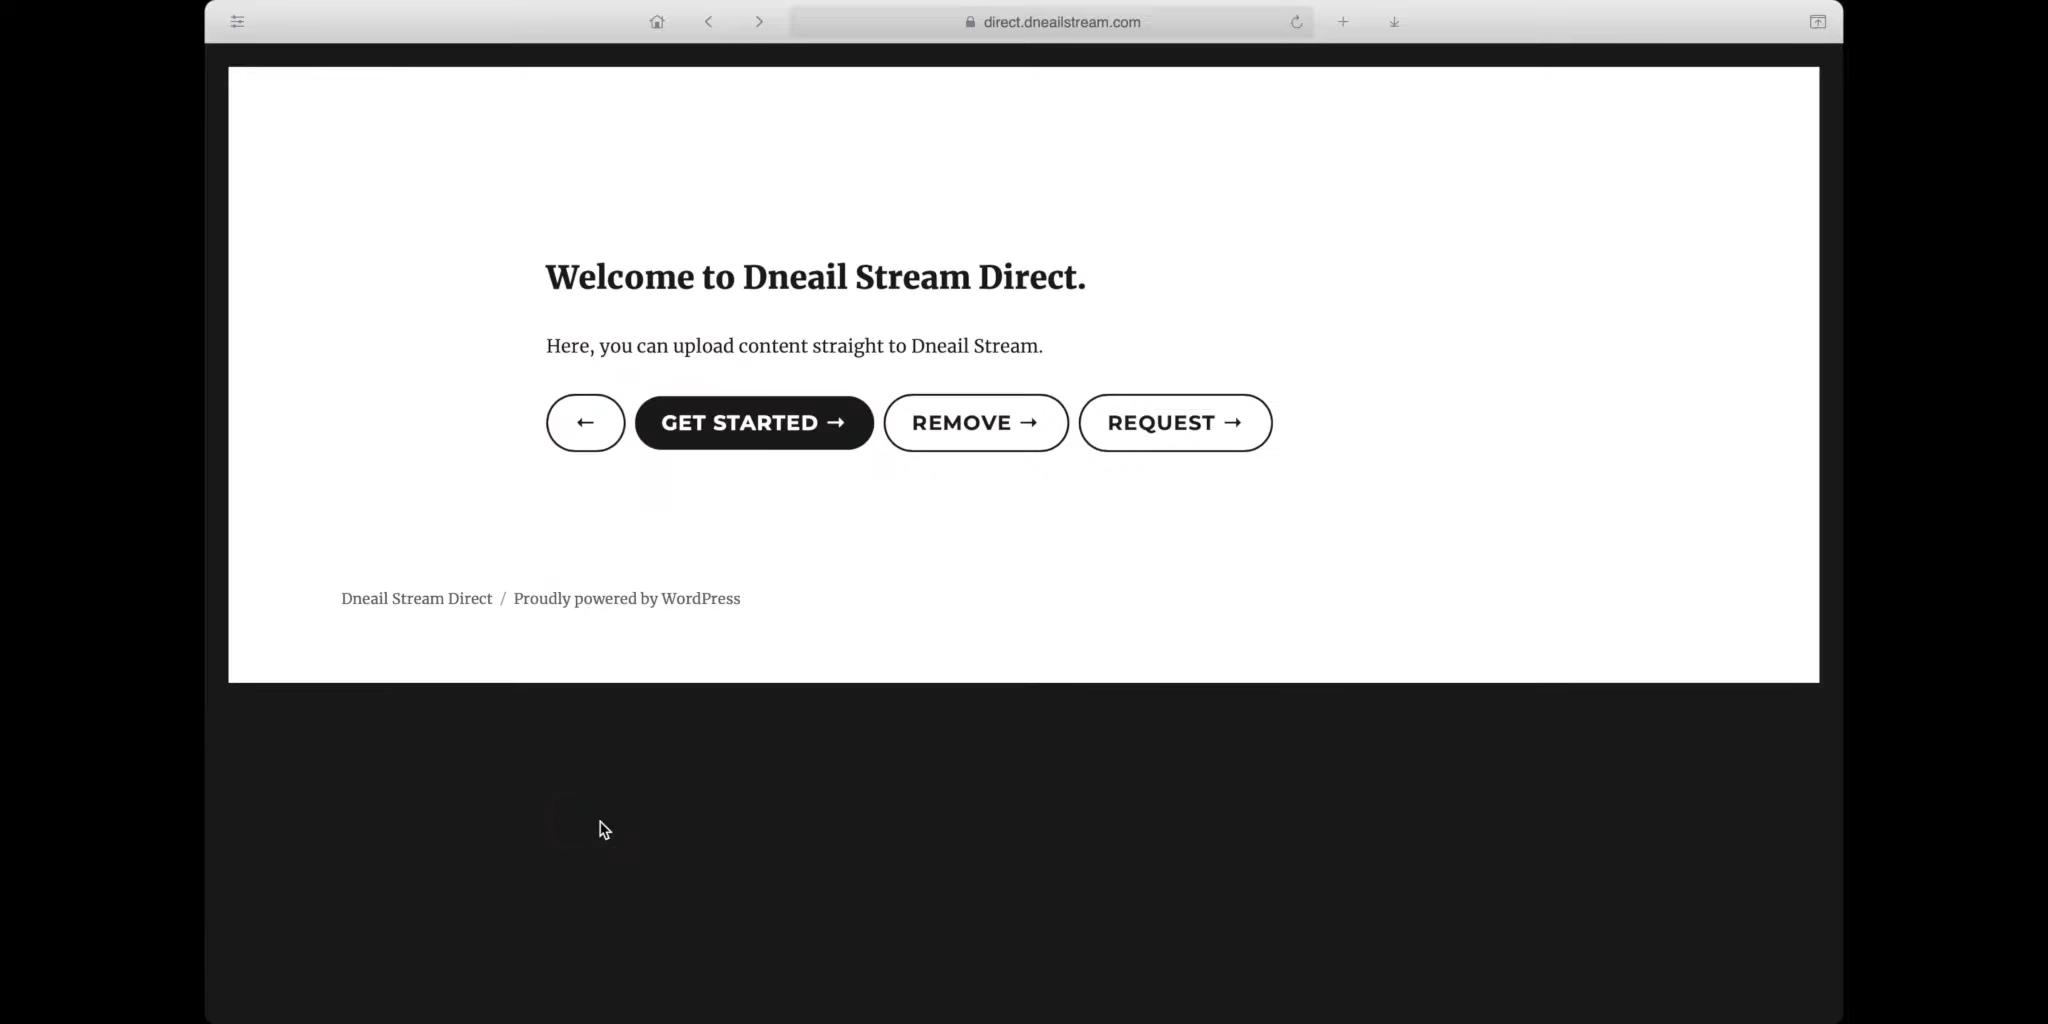 direct.dneailstream.com
Welcome to Dneail Stream Direct.
Here, you can upload content straight to Dneail Stream.
← GET STARTED → REMOVE → REQUEST →
Dneail Stream Direct / Proudly powered by WordPress